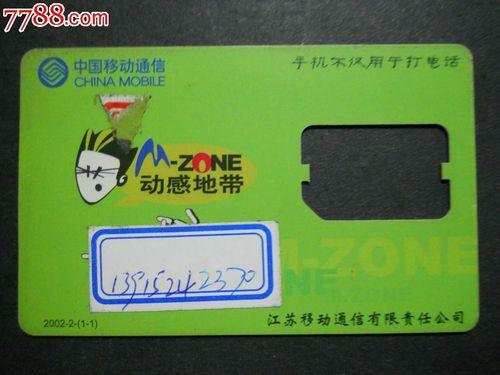 7788.com
中国移动通信
CHINA MOBILE
手机不仅用于打电话
M-ZONE
动感地带
13915242370
M-ZONE
ZONE
M-ZONE
2002-2-(1-1)
江苏移动通信有限责任公司